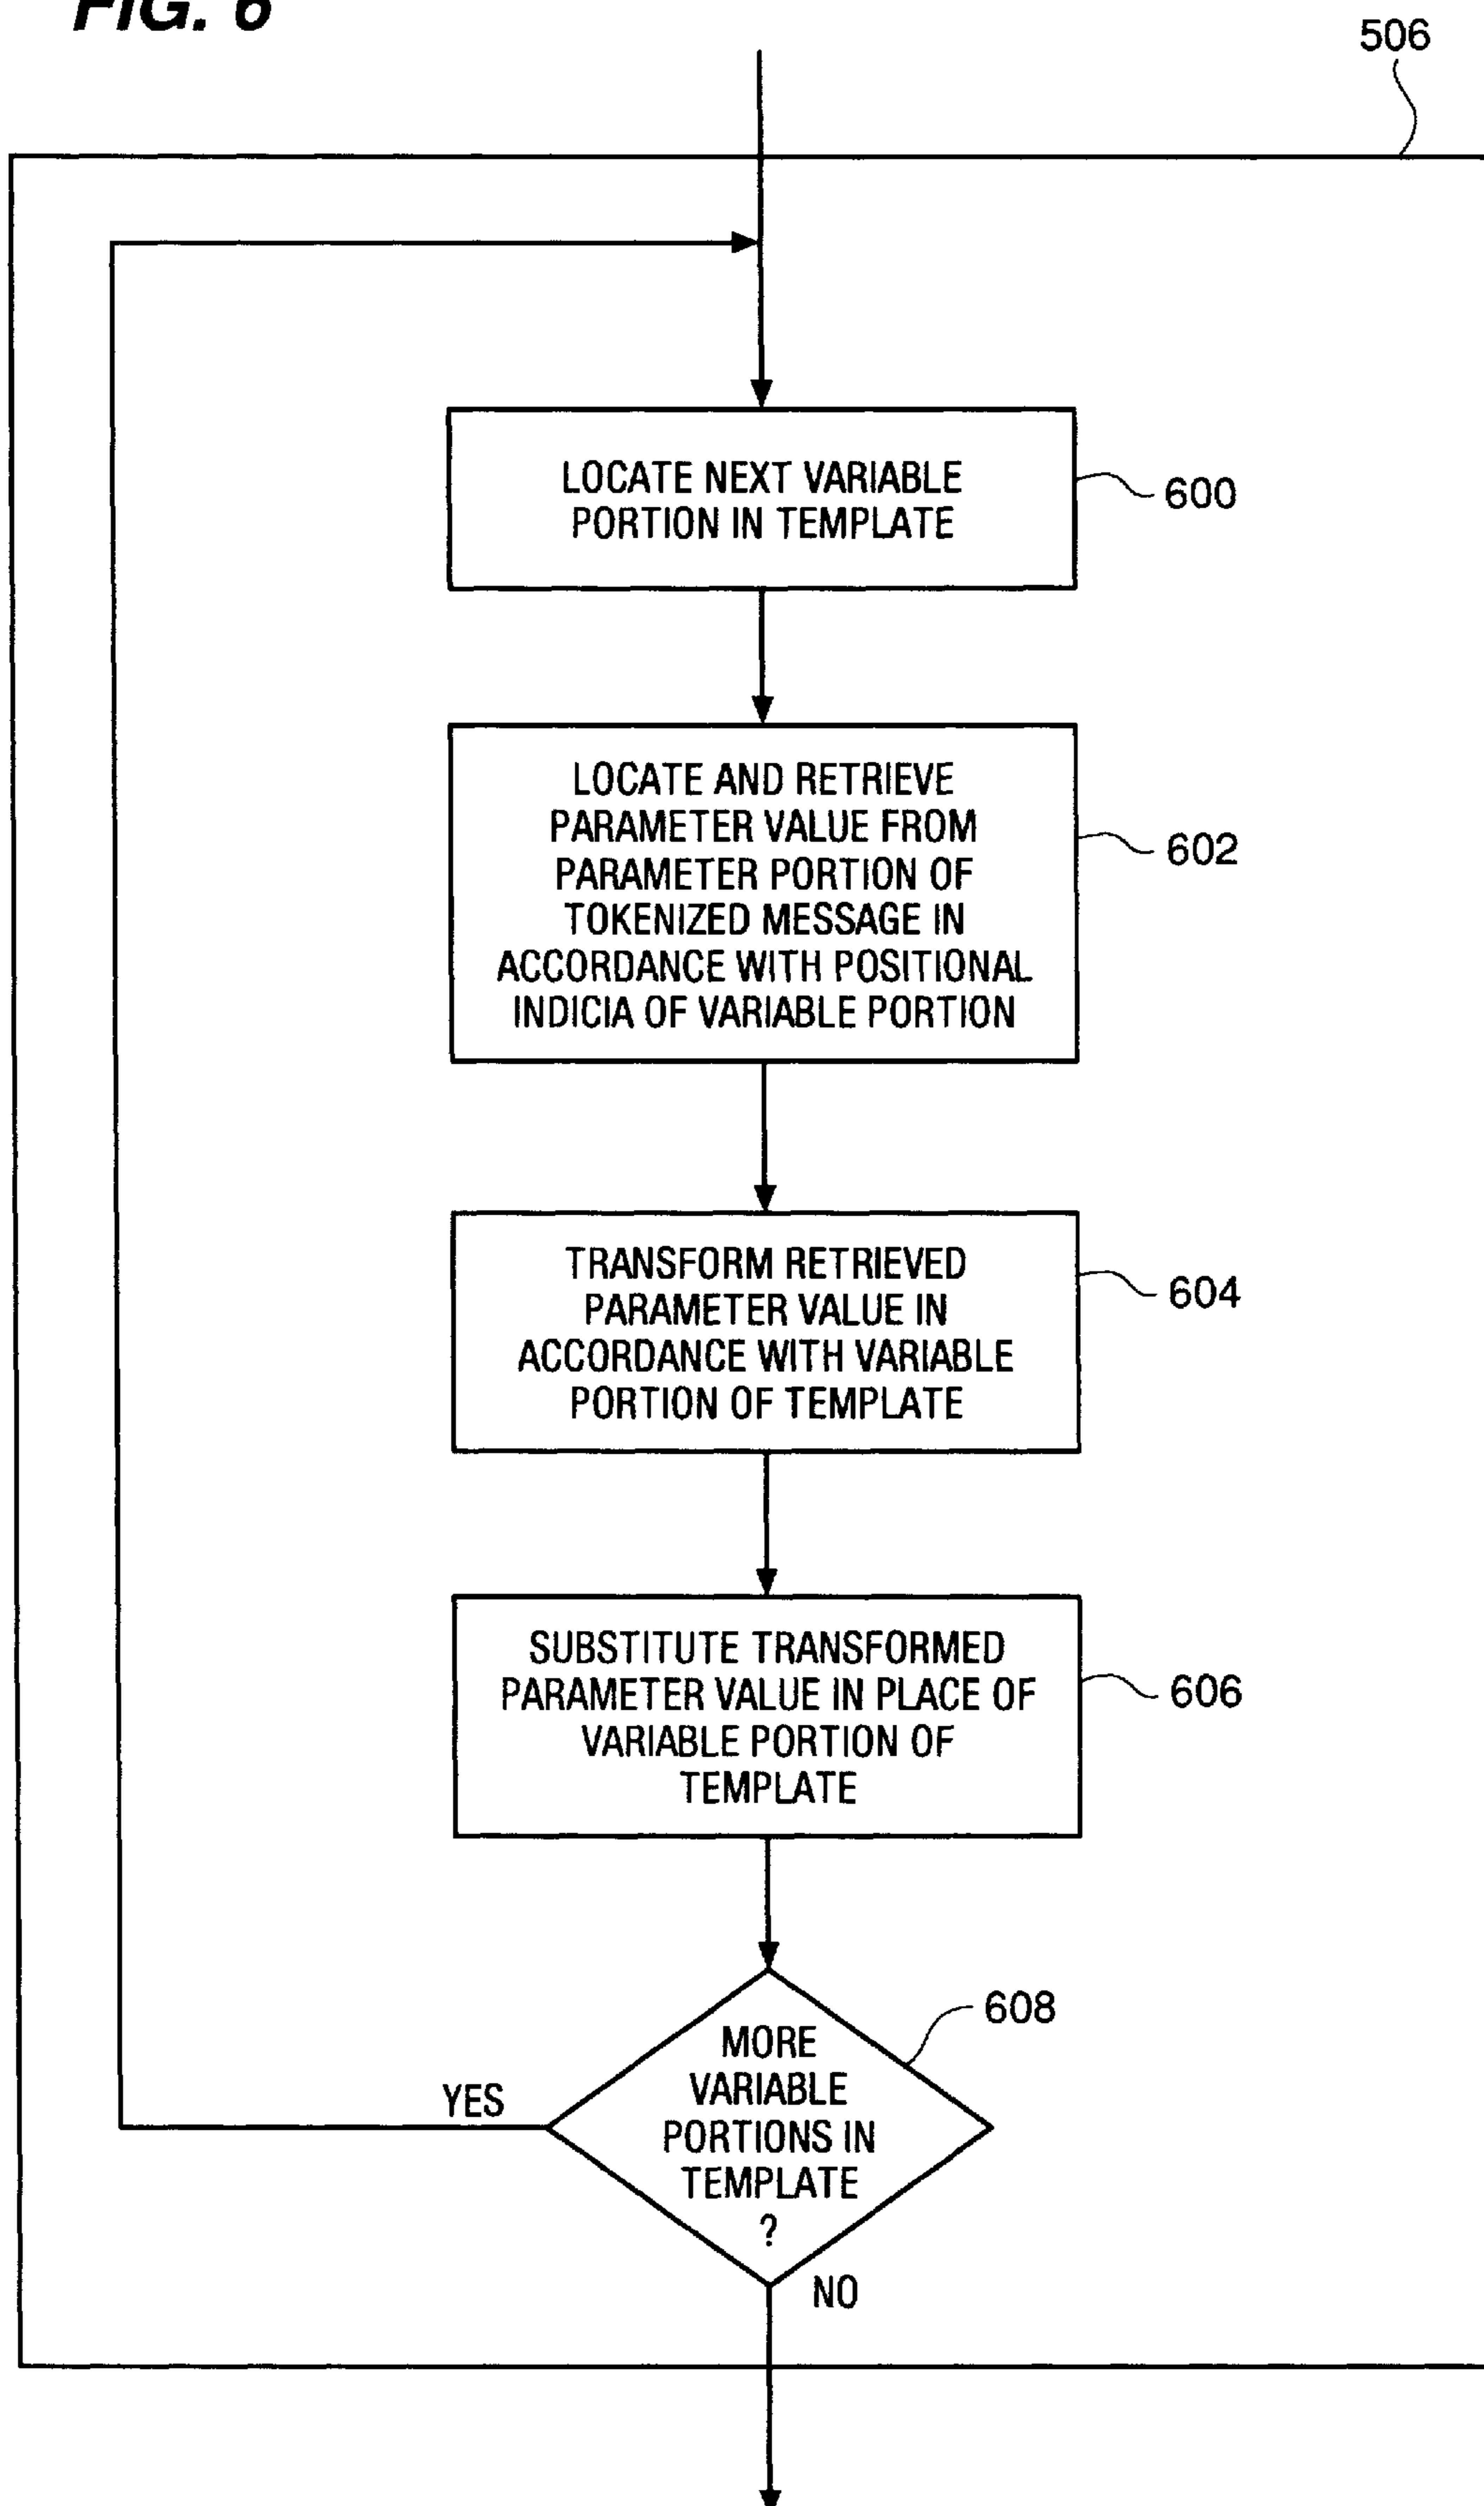 FIG. 6
506
LOCATE NEXT VARIABLE
PORTION IN TEMPLATE
600
LOCATE AND RETRIEVE
PARAMETER VALUE FROM
PARAMETER PORTION OF
TOKENIZED MESSAGE IN
ACCORDANCE WITH POSITIONAL
INDICIA OF VARIABLE PORTION
602
TRANSFORM RETRIEVED
PARAMETER VALUE IN
ACCORDANCE WITH VARIABLE
PORTION OF TEMPLATE
604
SUBSTITUTE TRANSFORMED
PARAMETER VALUE IN PLACE OF
VARIABLE PORTION OF
TEMPLATE
606
608
MORE
VARIABLE
PORTIONS IN
TEMPLATE
?
YES
NO